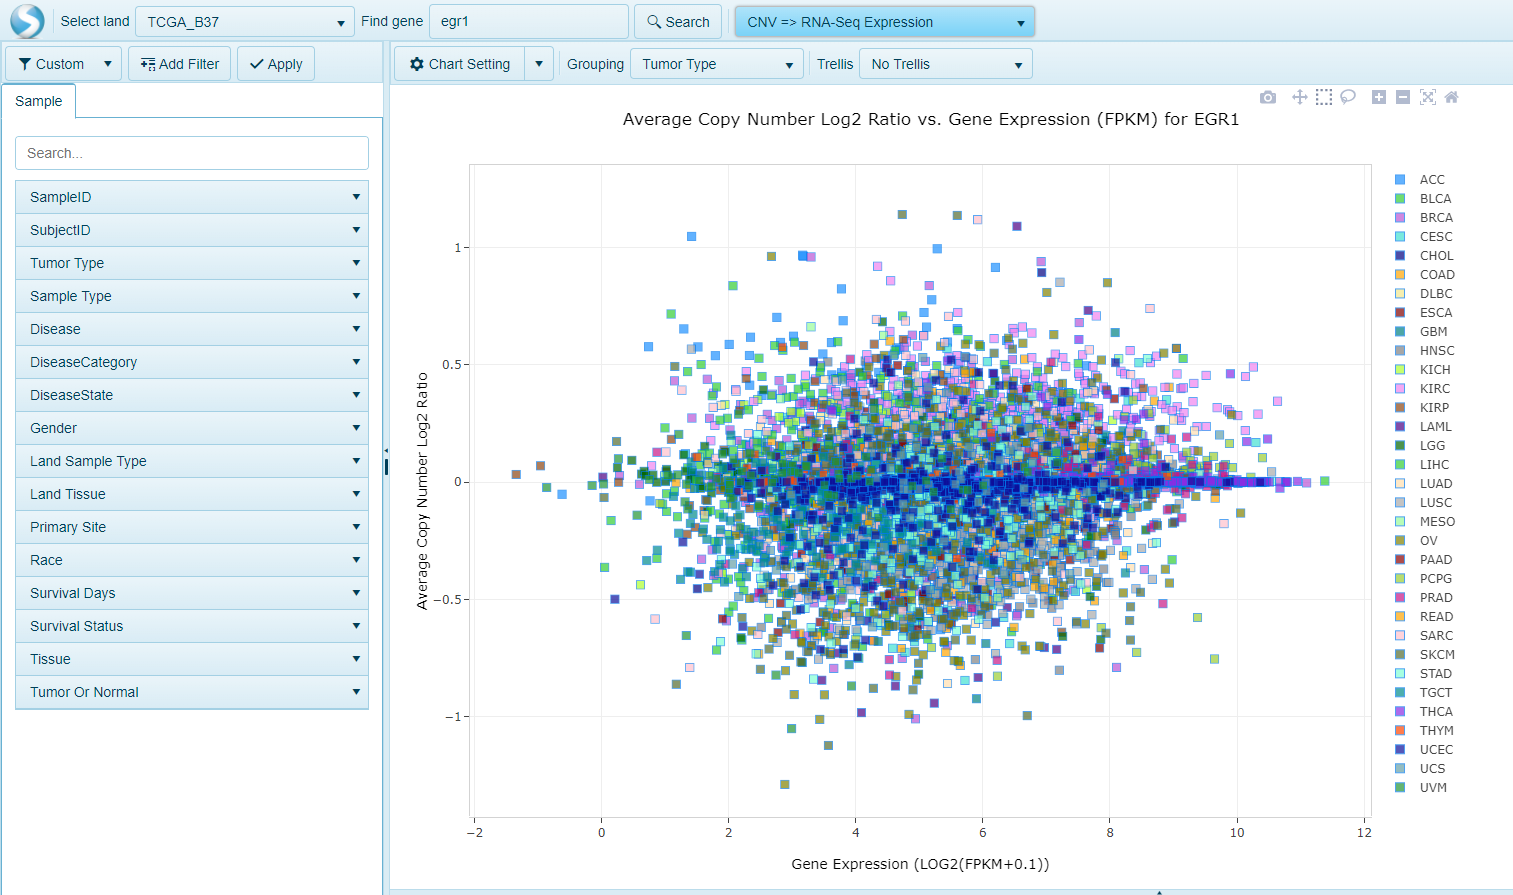 Select land TCGA_B37 Find gene egr1 Search CNV => RNA-Seq Expression
Custom Add Filter Apply Chart Setting Grouping Tumor Type Trellis No Trellis
Sample
Search...
SampleID
SubjectID
Tumor Type
Sample Type
Disease
DiseaseCategory
DiseaseState
Gender
Land Sample Type
Land Tissue
Primary Site
Race
Survival Days
Survival Status
Tissue
Tumor Or Normal
Average Copy Number Log2 Ratio vs. Gene Expression (FPKM) for EGR1
Average Copy Number Log2 Ratio
1
0.5
0
−0.5
−1
−2 0 2 4 6 8 10 12
Gene Expression (LOG2(FPKM+0.1))
ACC
BLCA
BRCA
CESC
CHOL
COAD
DLBC
ESCA
GBM
HNSC
KICH
KIRC
KIRP
LAML
LGG
LIHC
LUAD
LUSC
MESO
OV
PAAD
PCPG
PRAD
READ
SARC
SKCM
STAD
TGCT
THCA
THYM
UCEC
UCS
UVM